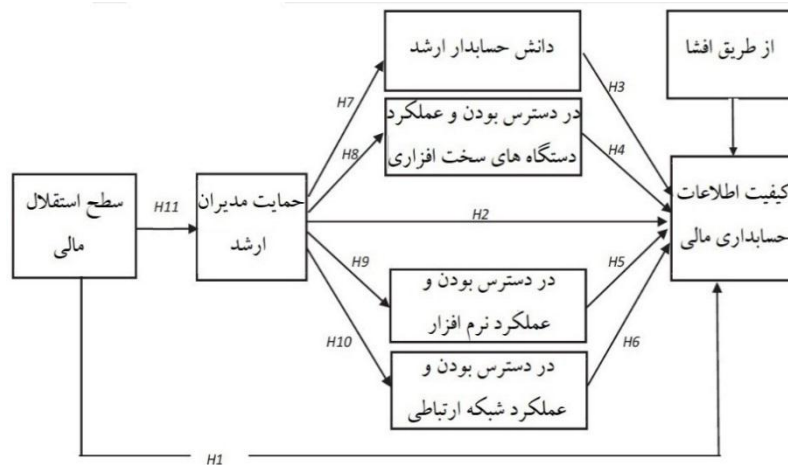 دانش حسابدار ارشد
از طریق افشا
H3
H7
در دسترس بودن و عملکرد
دستگاه های سخت افزاری
H8
H4
کیفیت اطلاعات
حسابداری مالی
سطح استقلال
مالی
H11
حمایت مدیران
ارشد
H2
H9
H5
در دسترس بودن و
عملکرد نرم افزار
H10
H6
در دسترس بودن و
عملکرد شبکه ارتباطی
H1